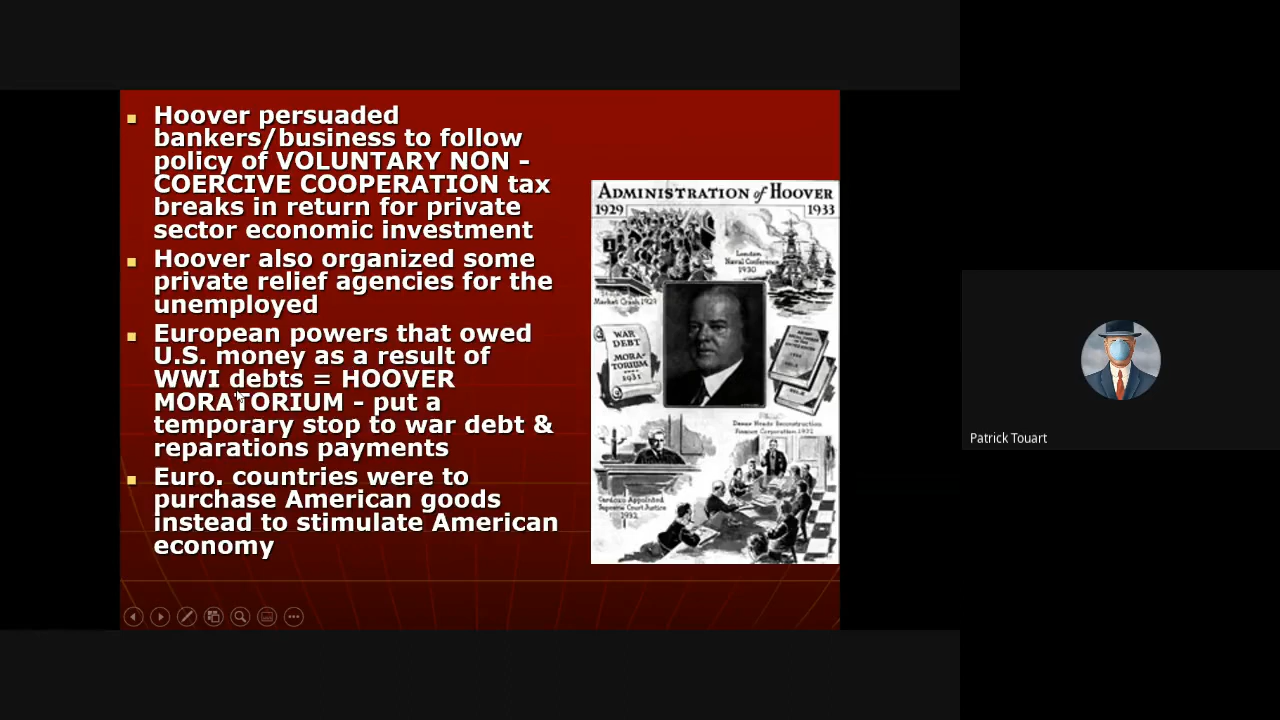 Hoover persuaded
bankers/business to follow
policy of VOLUNTARY NON -
COERCIVE COOPERATION tax
breaks in return for private
sector economic investment
Hoover also organized some
private relief agencies for the
unemployed
European powers that owed
U.S. money as a result of
WWI debts = HOOVER
MORATORIUM - put a
temporary stop to war debt &
reparations payments
Euro. countries were to
purchase American goods
instead to stimulate American
economy
ADMINISTRATION of HOOVER
1929 1933
London
Naval Conference
1930
Market Crash 1929
WAR
DEBT
MORA-
TORIUM
1931
Dawes Heads Reconstruction
Finance Corporation 1932
Cardozo Appointed
Supreme Court Justice
1932
Patrick Touart